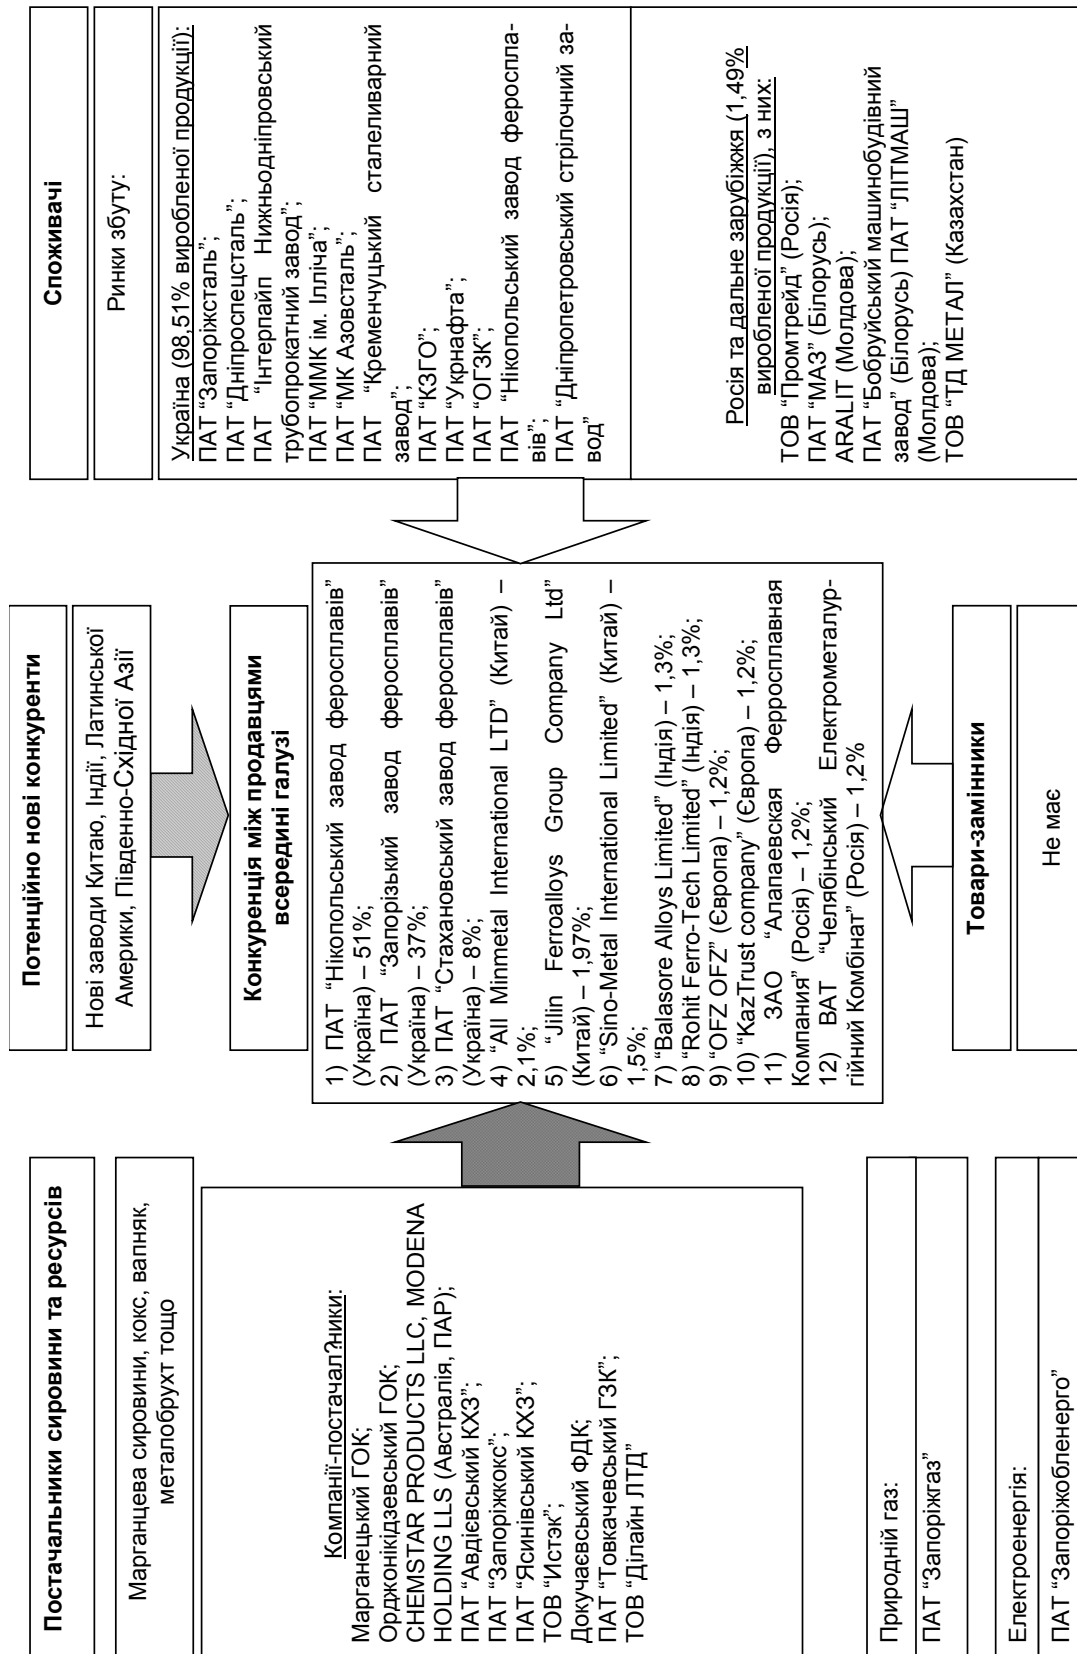 Постачальники сировини та ресурсів
Марганцева сировини, кокс, вапняк,
металобрухт тощо
Компанії-постачал?ники:
Марганецький ГОК;
Орджонікідзевський ГОК;
CHEMSTAR PRODUCTS LLC, MODENA
HOLDING LLS (Австралія, ПАР);
ПАТ “Авдієвський КХЗ”;
ПАТ “Запоріжкокс”;
ПАТ “Ясинівський КХЗ”;
ТОВ “Истэк”;
Докучаєвський ФДК;
ПАТ “Товкачевський ГЗК”;
ТОВ “Ділайн ЛТД”
Природній газ:
ПАТ “Запоріжгаз”
Електроенергія:
ПАТ “Запоріжобленерго”
Потенційно нові конкуренти
Нові заводи Китаю, Індії, Латинської
Америки, Південно-Східної Азії
Конкуренція між продавцями
всередині галузі
1) ПАТ “Нікопольський завод феросплавів”
(Україна) – 51%;
2) ПАТ “Запорізький завод феросплавів”
(Україна) – 37%;
3) ПАТ “Стахановський завод феросплавів”
(Україна) – 8%;
4) “All Minmetal International LTD” (Китай) –
2,1%;
5) “Jilin Ferroalloys Group Company Ltd”
(Китай) – 1,97%;
6) “Sino-Metal International Limited” (Китай) –
1,5%;
7) “Balasore Alloys Limited” (Індія) – 1,3%;
8) “Rohit Ferro-Tech Limited” (Індія) – 1,3%;
9) “OFZ OFZ” (Європа) – 1,2%;
10) “KazTrust company” (Європа) – 1,2%;
11) ЗАО “Алапаевская Ферросплавная
Компания” (Росія) – 1,2%;
12) ВАТ “Челябінський Електрометалур-
гійний Комбінат” (Росія) – 1,2%
Товари-замінники
Не має
Споживачі
Ринки збуту:
Україна (98,51% виробленої продукції):
ПАТ “Запоріжсталь”;
ПАТ “Дніпроспецсталь”;
ПАТ “Інтерпайп Нижньодніпровський
трубопрокатний завод”;
ПАТ “ММК ім. Ілліча”;
ПАТ “МК Азовсталь”;
ПАТ “Кременчуцький сталеливарний
завод”;
ПАТ “КЗГО”;
ПАТ “Укрнафта”;
ПАТ “ОГЗК”;
ПАТ “Нікопольський завод фероспла-
вів”;
ПАТ “Дніпропетровський стрілочний за-
вод”
Росія та дальне зарубіжжя (1,49%
виробленої продукції), з них:
ТОВ “Промтрейд” (Росія);
ПАТ “МАЗ” (Білорусь);
ARALIT (Молдова);
ПАТ “Бобруйський машинобудівний
завод” (Білорусь) ПАТ “ЛІТМАШ”
(Молдова);
ТОВ “ТД МЕТАЛ” (Казахстан)